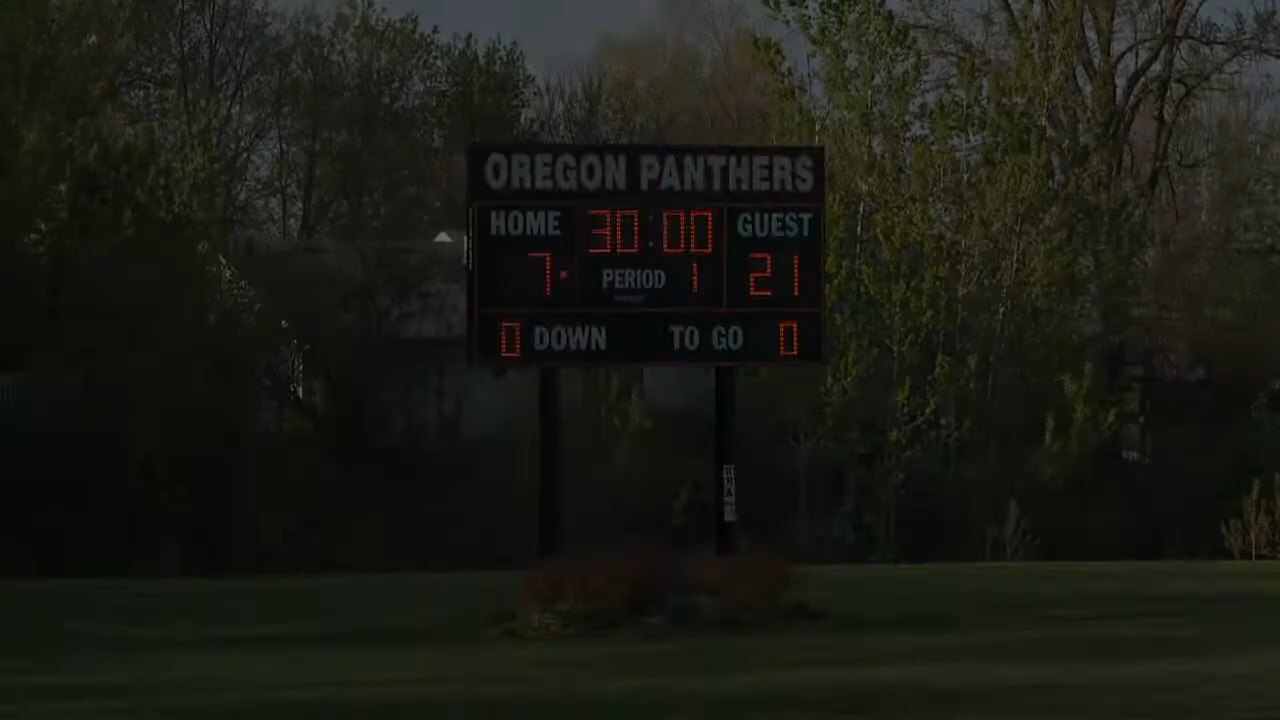 OREGON PANTHERS
HOME 30:00 GUEST
7 PERIOD 1 21
0 DOWN TO GO 0